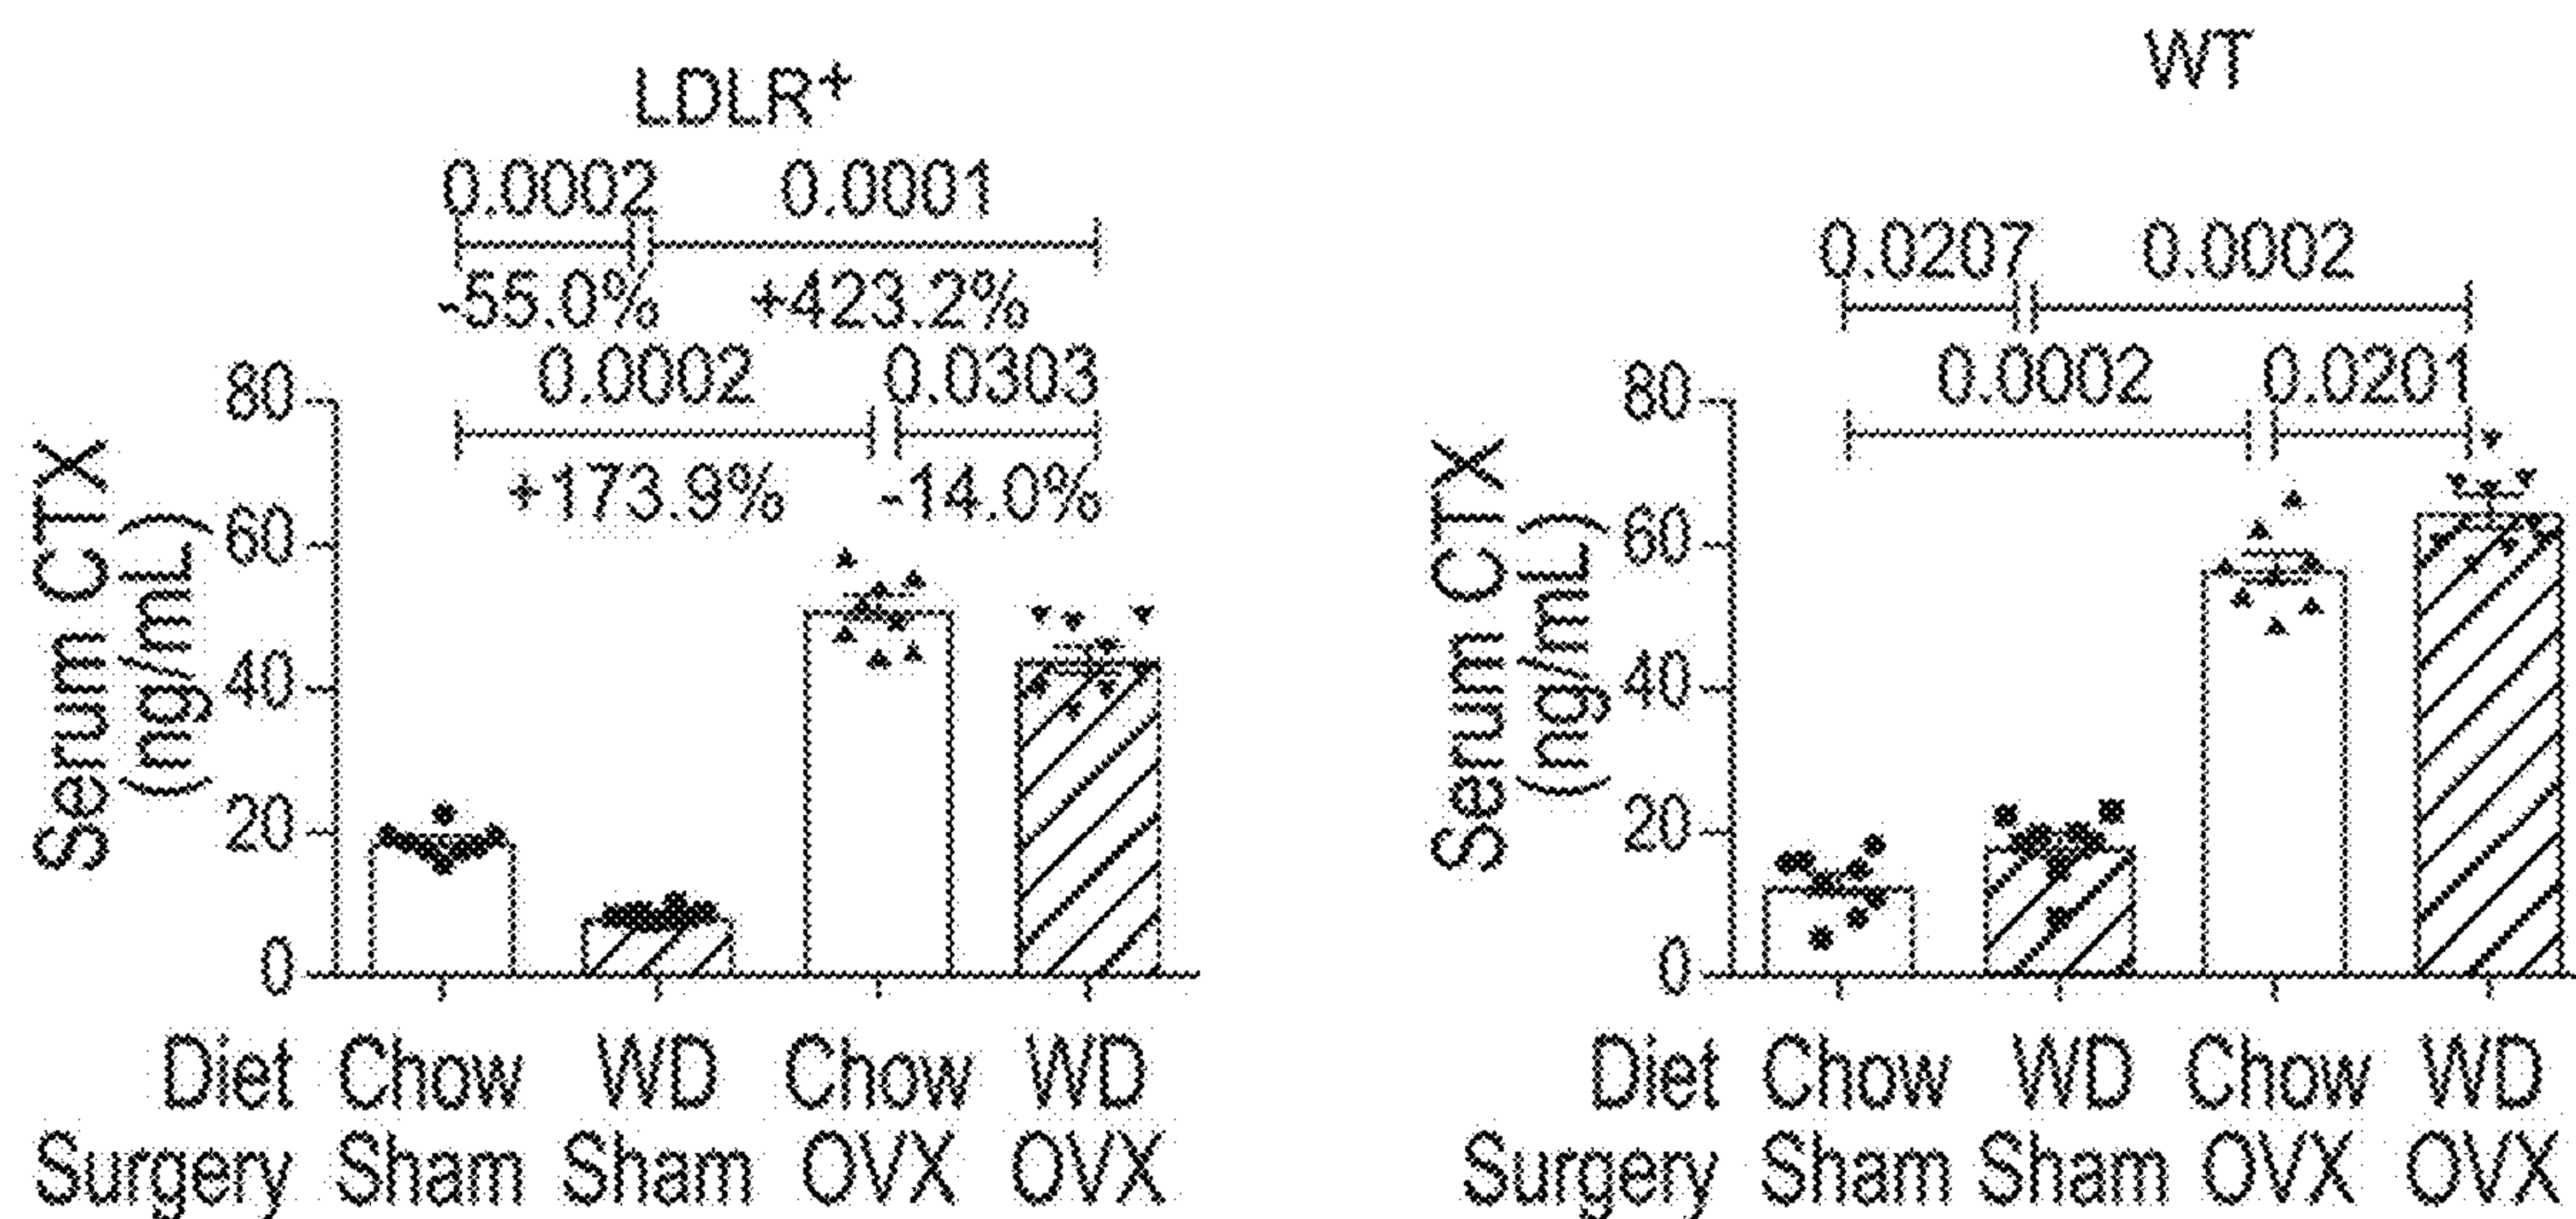 LDLR+
0.0002 0.0001
-55.0% +423.2%
0.0002 0.0303
+173.9% -14.0%
Serum CTX
(ng/mL)
80
60
40
20
0
Diet Chow WD Chow WD
Surgery Sham Sham OVX OVX
WT
0.0207 0.0002
0.0002 0.0201
Serum CTX
(ng/mL)
80
60
40
20
0
Diet Chow WD Chow WD
Surgery Sham Sham OVX OVX